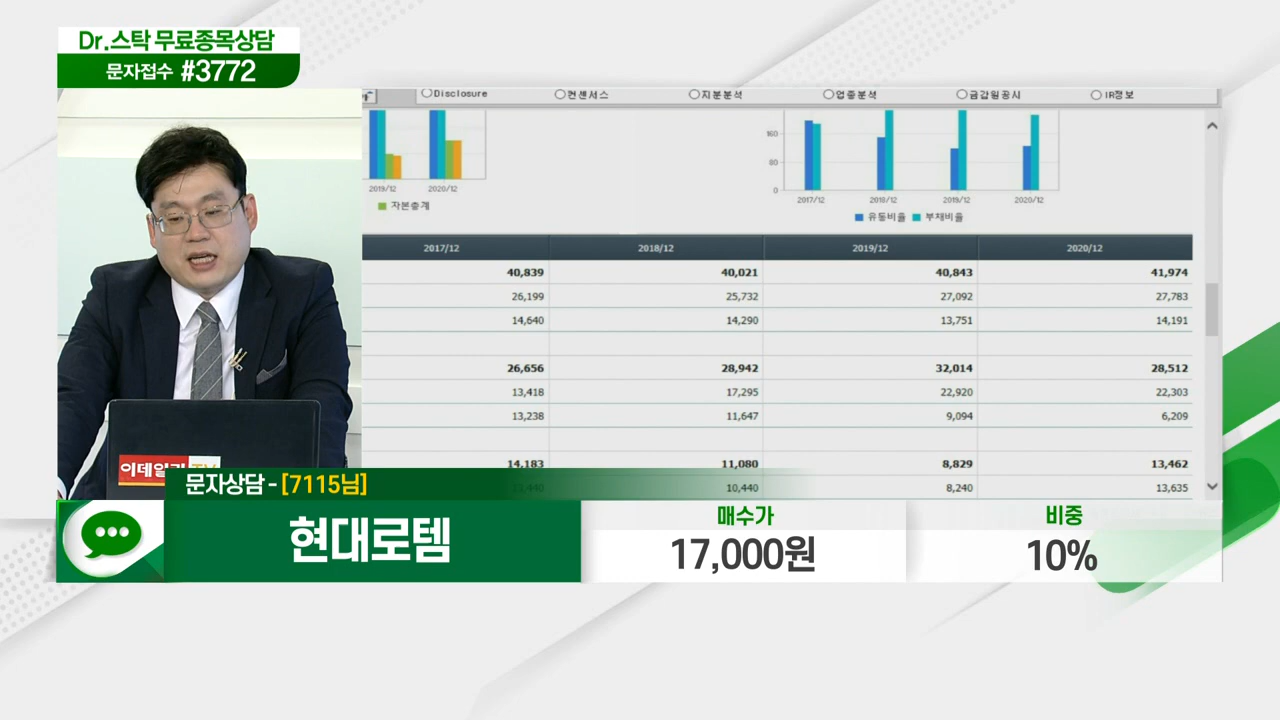 Dr.스탁 무료종목상담
문자접수 #3772
Disclosure 컨센서스 지분분석 업종분석 금감원공시 IR정보
2019/12 2020/12
자본총계
160
80
0
2017/12 2018/12 2019/12 2020/12
유동비율 부채비율
2017/12 2018/12 2019/12 2020/12
40,839 40,021 40,843 41,974
26,199 25,732 27,092 27,783
14,640 14,290 13,751 14,191
26,656 28,942 32,014 28,512
13,418 17,295 22,920 22,303
13,238 11,647 9,094 6,209
14,183 11,080 8,829 13,462
10,440 8,240 13,635
이데일리 TV
문자상담 - [7115님]
현대로템
매수가
17,000원
비중
10%